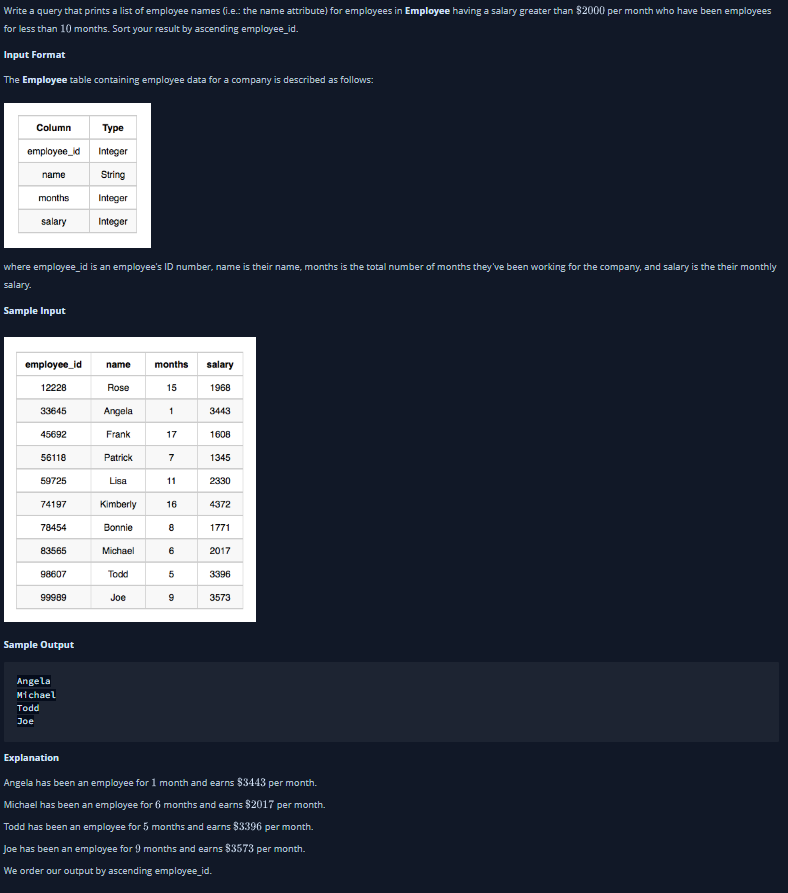 Write a query that prints a list of employee names (i.e.: the name attribute) for employees in Employee having a salary greater than $2000 per month who have been employees
for less than 10 months. Sort your result by ascending employee_id.
Input Format
The Employee table containing employee data for a company is described as follows:
Column Type
employee_id Integer
name String
months Integer
salary Integer
where employee_id is an employee's ID number, name is their name, months is the total number of months they've been working for the company, and salary is the their monthly
salary.
Sample Input
employee_id name months salary
12228 Rose 15 1968
33645 Angela 1 3443
45692 Frank 17 1608
56118 Patrick 7 1345
59725 Lisa 11 2330
74197 Kimberly 16 4372
78454 Bonnie 8 1771
83565 Michael 6 2017
98607 Todd 5 3396
99989 Joe 9 3573
Sample Output
Angela
Michael
Todd
Joe
Explanation
Angela has been an employee for 1 month and earns $3443 per month.
Michael has been an employee for 6 months and earns $2017 per month.
Todd has been an employee for 5 months and earns $3396 per month.
Joe has been an employee for 9 months and earns $3573 per month.
We order our output by ascending employee_id.